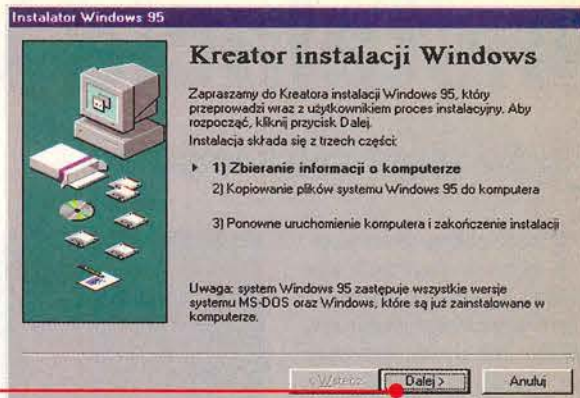 Instalator Windows 95
Kreator instalacji Windows
Zapraszamy do Kreatora instalacji Windows 95, który
przeprowadzi wraz z użytkownikiem proces instalacyjny. Aby
rozpocząć, kliknij przycisk Dalej.
Instalacja składa się z trzech części:
1) Zbieranie informacji o komputerze
2) Kopiowanie plików systemu Windows 95 do komputera
3) Ponowne uruchomienie komputera i zakończenie instalacji
Uwaga: system Windows 95 zastępuje wszystkie wersje
systemu MS-DOS oraz Windows, które są już zainstalowane w
komputerze.
< Wstecz Dalej > Anuluj